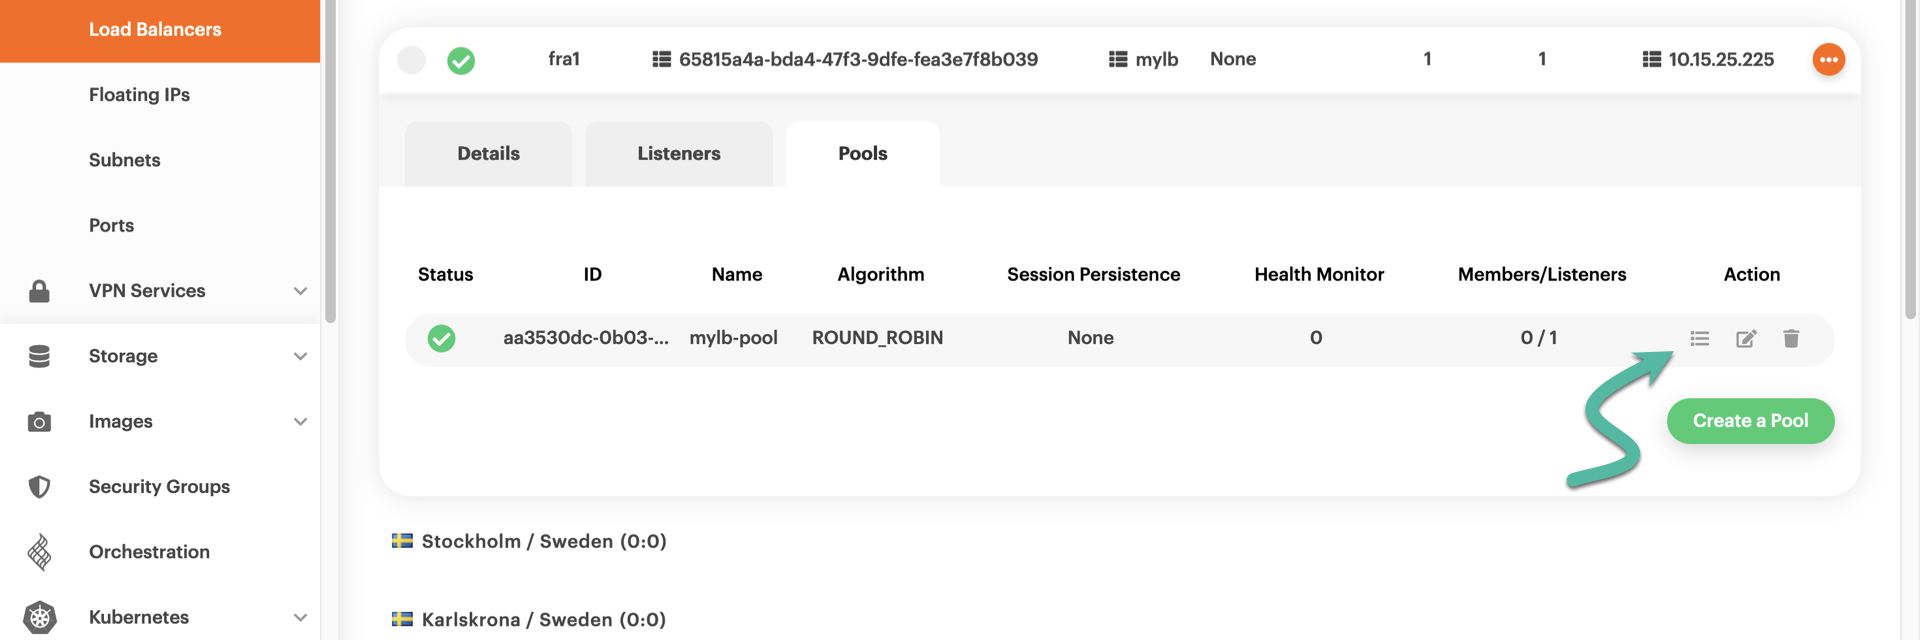 Load Balancers
Floating IPs
Subnets
Ports
VPN Services
Storage
Images
Security Groups
Orchestration
Kubernetes
fra1 65815a4a-bda4-47f3-9dfe-fea3e7f8b039 mylb None 1 1 10.15.25.225
Details Listeners Pools
Status ID Name Algorithm Session Persistence Health Monitor Members/Listeners Action
aa3530dc-0b03-... mylb-pool ROUND_ROBIN None 0 0 / 1
Create a Pool
Stockholm / Sweden (0:0)
Karlskrona / Sweden (0:0)